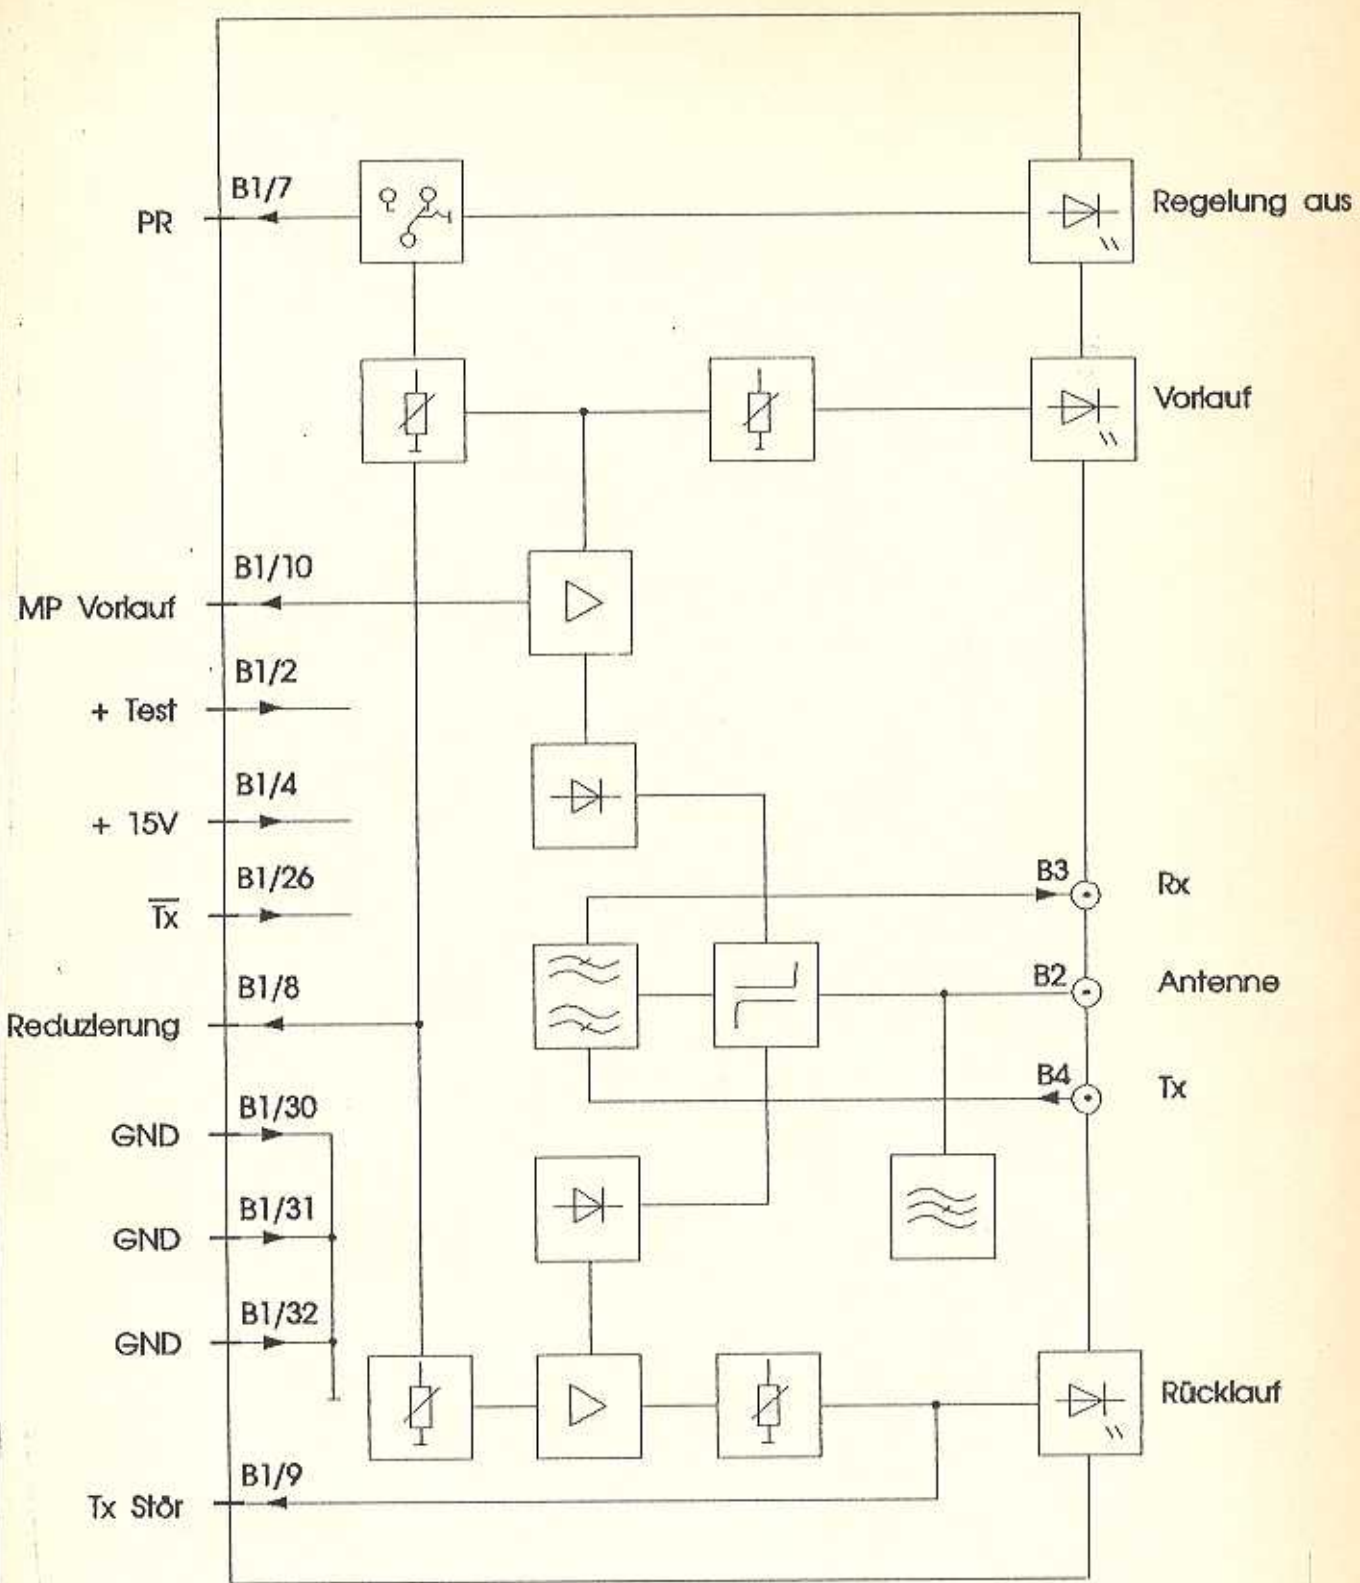 B1/7
PR
Regelung aus
Vorlauf
B1/10
MP Vorlauf
B1/2
+ Test
B1/4
+ 15V
B1/26
T̅x̅
B3
Rx
B1/8
Reduzierung
B2
Antenne
B4
Tx
B1/30
GND
B1/31
GND
B1/32
GND
Rücklauf
B1/9
Tx Stör